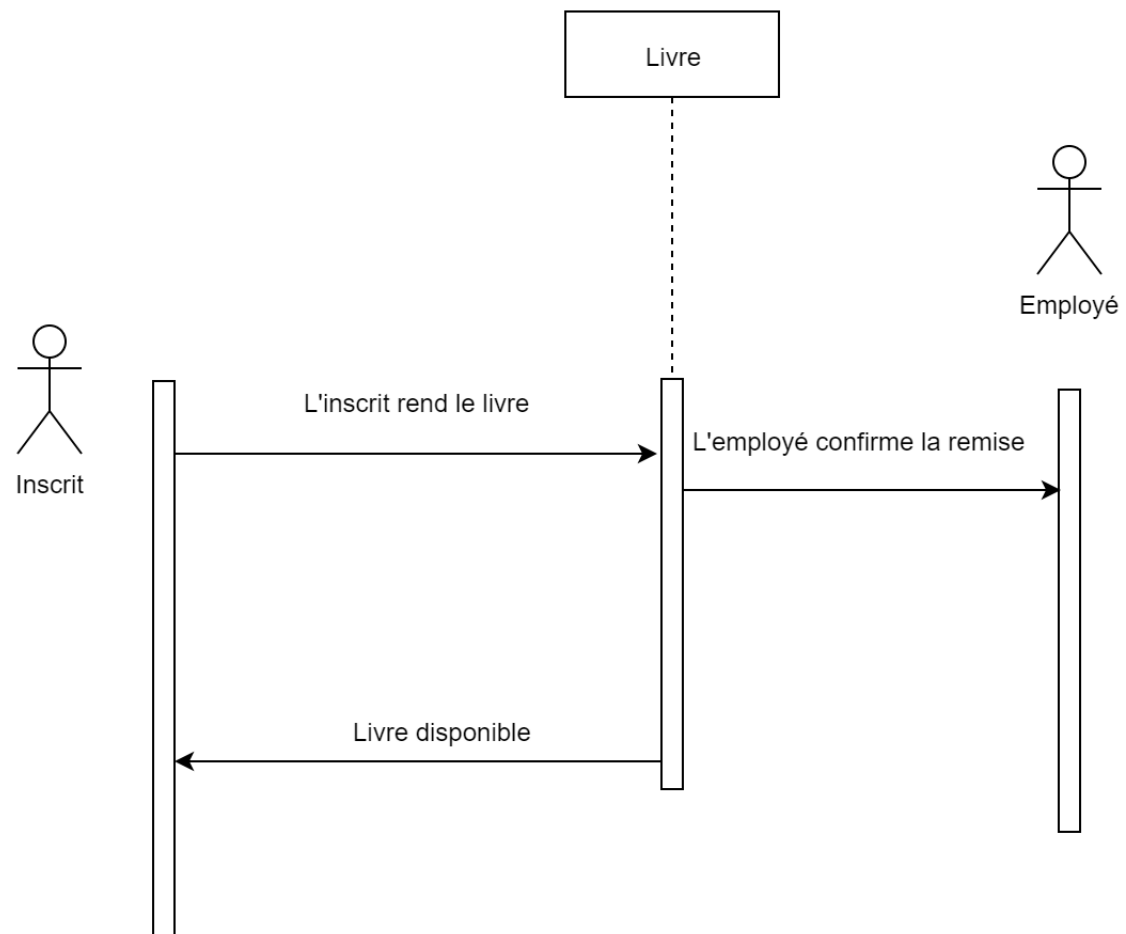 Livre
Employé
L'inscrit rend le livre
L'employé confirme la remise
Inscrit
Livre disponible